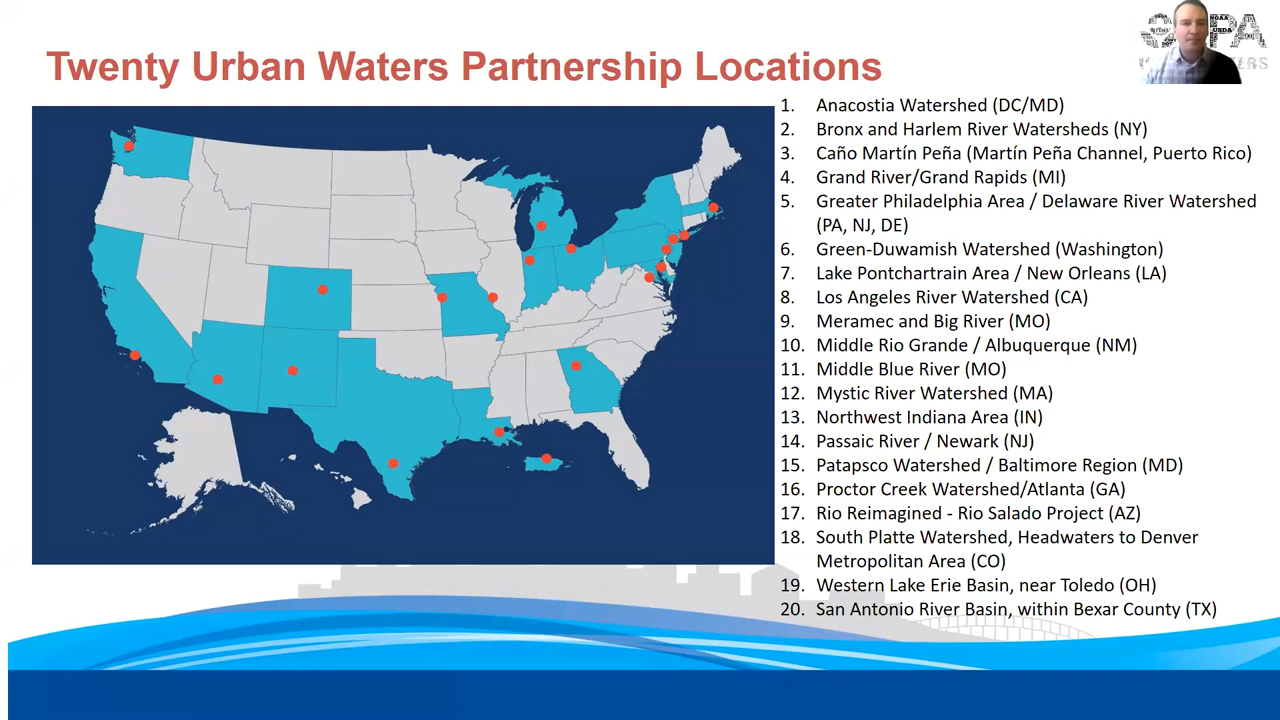 Twenty Urban Waters Partnership Locations
1. Anacostia Watershed (DC/MD)
2. Bronx and Harlem River Watersheds (NY)
3. Caño Martín Peña (Martín Peña Channel, Puerto Rico)
4. Grand River/Grand Rapids (MI)
5. Greater Philadelphia Area / Delaware River Watershed
(PA, NJ, DE)
6. Green-Duwamish Watershed (Washington)
7. Lake Pontchartrain Area / New Orleans (LA)
8. Los Angeles River Watershed (CA)
9. Meramec and Big River (MO)
10. Middle Rio Grande / Albuquerque (NM)
11. Middle Blue River (MO)
12. Mystic River Watershed (MA)
13. Northwest Indiana Area (IN)
14. Passaic River / Newark (NJ)
15. Patapsco Watershed / Baltimore Region (MD)
16. Proctor Creek Watershed/Atlanta (GA)
17. Rio Reimagined - Rio Salado Project (AZ)
18. South Platte Watershed, Headwaters to Denver
Metropolitan Area (CO)
19. Western Lake Erie Basin, near Toledo (OH)
20. San Antonio River Basin, within Bexar County (TX)